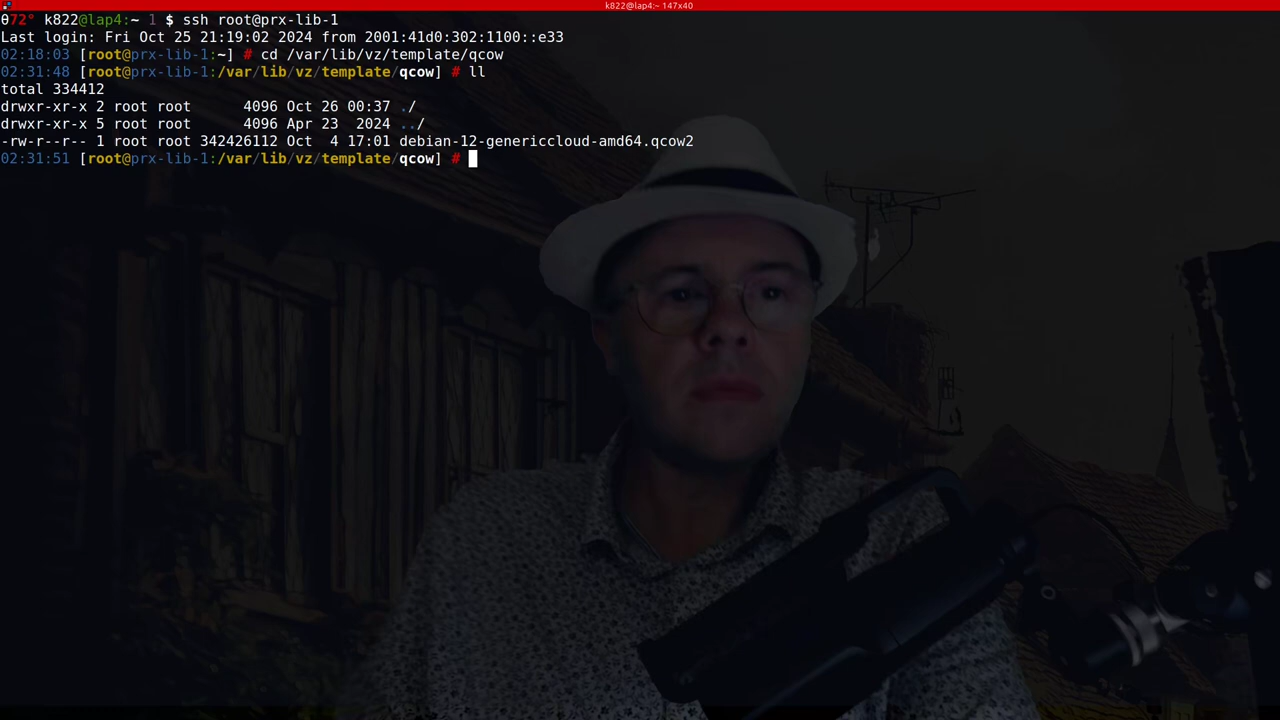 k822@lap4:~ 147x40
θ72° k822@lap4:~ 1 $ ssh root@prx-lib-1
Last login: Fri Oct 25 21:19:02 2024 from 2001:41d0:302:1100::e33
02:18:03 [root@prx-lib-1:~] # cd /var/lib/vz/template/qcow
02:31:48 [root@prx-lib-1:/var/lib/vz/template/qcow] # ll
total 334412
drwxr-xr-x 2 root root      4096 Oct 26 00:37 ./
drwxr-xr-x 5 root root      4096 Apr 23  2024 ../
-rw-r--r-- 1 root root 342426112 Oct  4 17:01 debian-12-genericcloud-amd64.qcow2
02:31:51 [root@prx-lib-1:/var/lib/vz/template/qcow] #